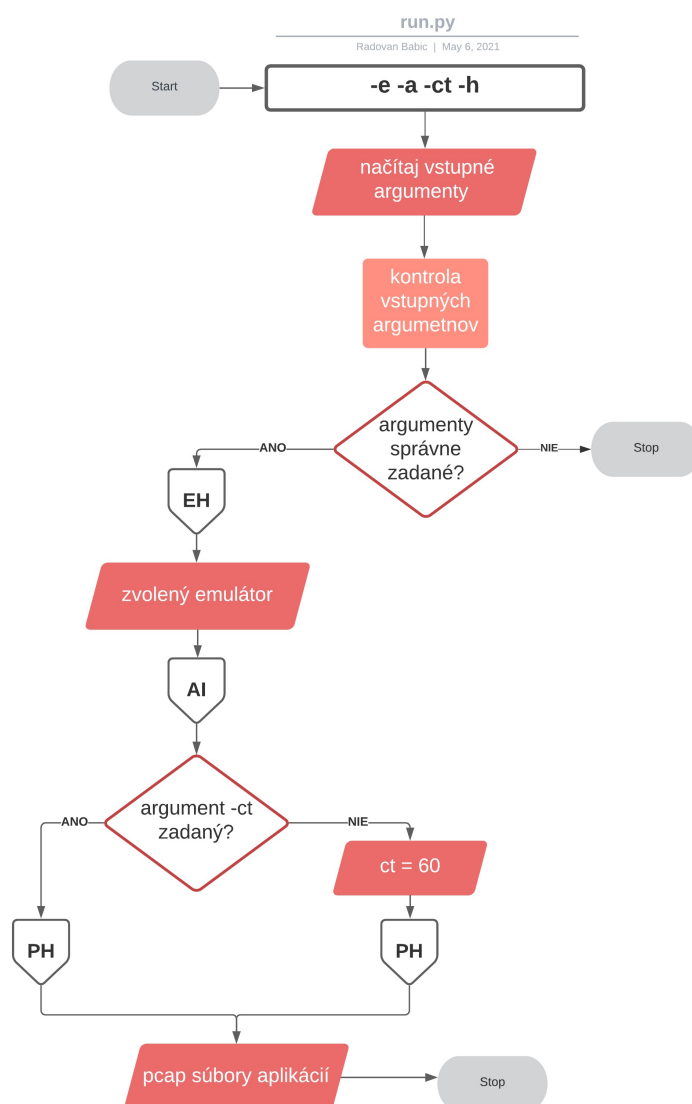 run.py
Radovan Babic | May 6, 2021
Start
-e -a -ct -h
načítaj vstupné
argumenty
kontrola
vstupných
argumetnov
argumenty
správne
zadané?
ANO
NIE
Stop
EH
zvolený emulátor
AI
argument -ct
zadaný?
ANO
NIE
ct = 60
PH
PH
pcap súbory aplikácií
Stop